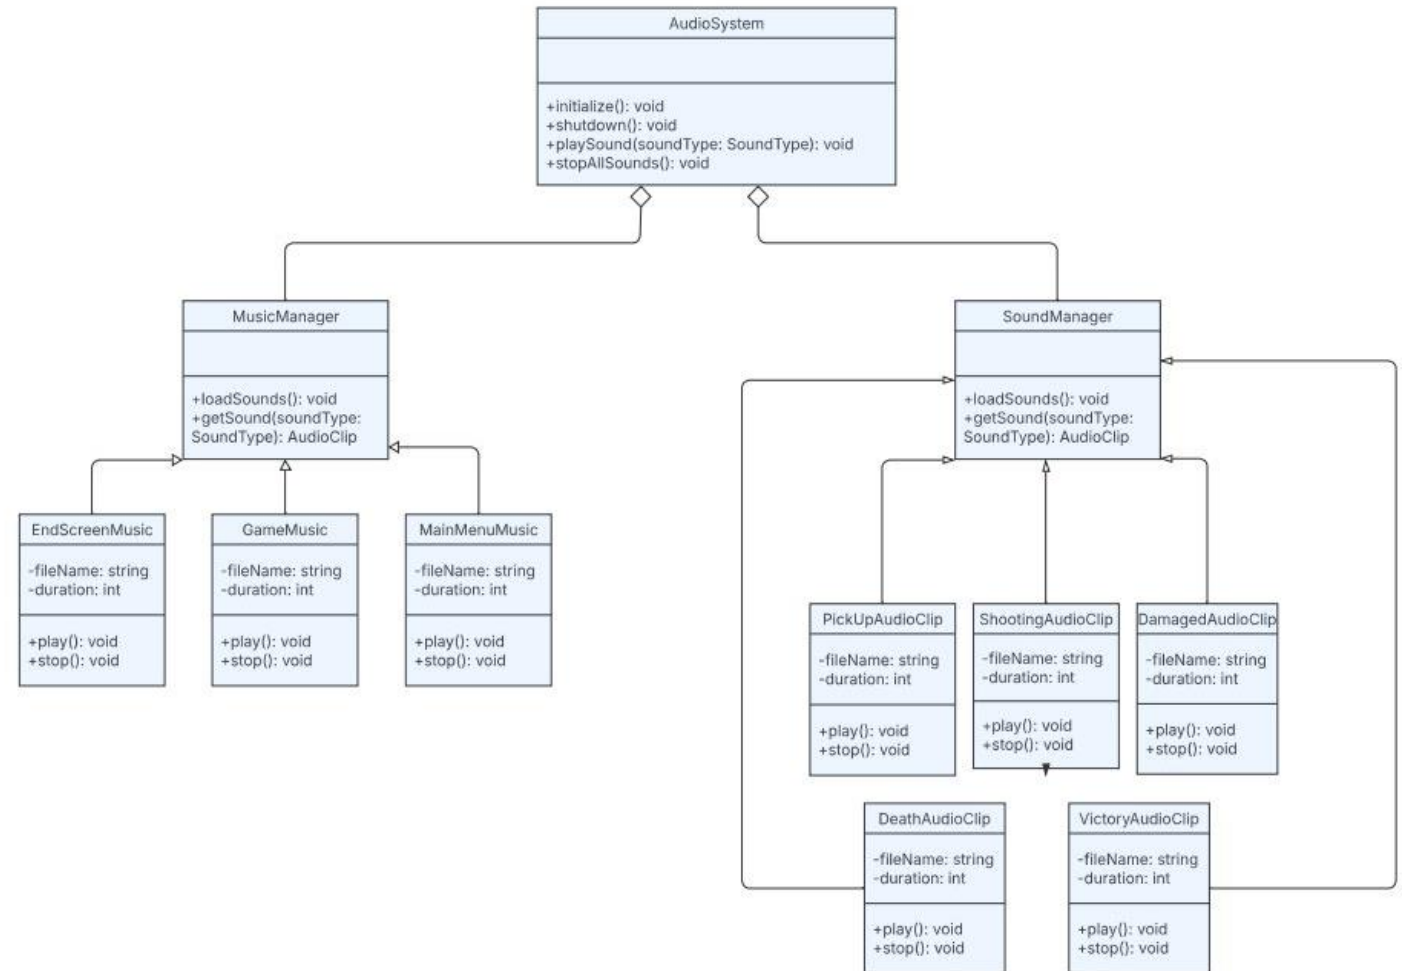 AudioSystem
+initialize(): void
+shutdown(): void
+playSound(soundType: SoundType): void
+stopAllSounds(): void
MusicManager
+loadSounds(): void
+getSound(soundType:
SoundType): AudioClip
SoundManager
+loadSounds(): void
+getSound(soundType:
SoundType): AudioClip
EndScreenMusic
-fileName: string
-duration: int
+play(): void
+stop(): void
GameMusic
-fileName: string
-duration: int
+play(): void
+stop(): void
MainMenuMusic
-fileName: string
-duration: int
+play(): void
+stop(): void
PickUpAudioClip
-fileName: string
-duration: int
+play(): void
+stop(): void
ShootingAudioClip
-fileName: string
-duration: int
+play(): void
+stop(): void
DamagedAudioClip
-fileName: string
-duration: int
+play(): void
+stop(): void
DeathAudioClip
-fileName: string
-duration: int
+play(): void
+stop(): void
VictoryAudioClip
-fileName: string
-duration: int
+play(): void
+stop(): void